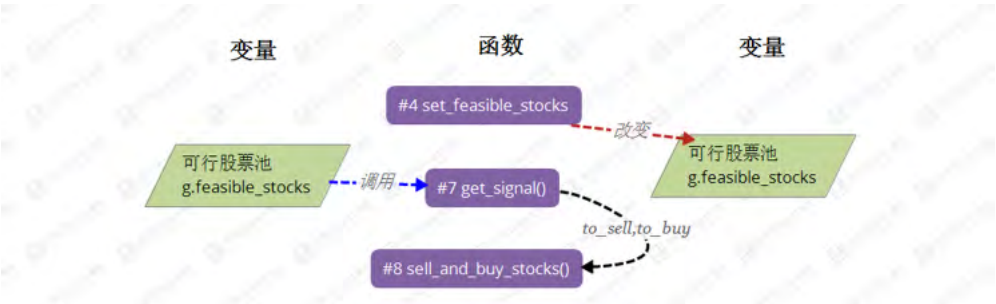 变量
函数
变量
#4 set_feasible_stocks
改变
可行股票池
g.feasible_stocks
可行股票池
g.feasible_stocks
调用
#7 get_signal()
to_sell,to_buy
#8 sell_and_buy_stocks()